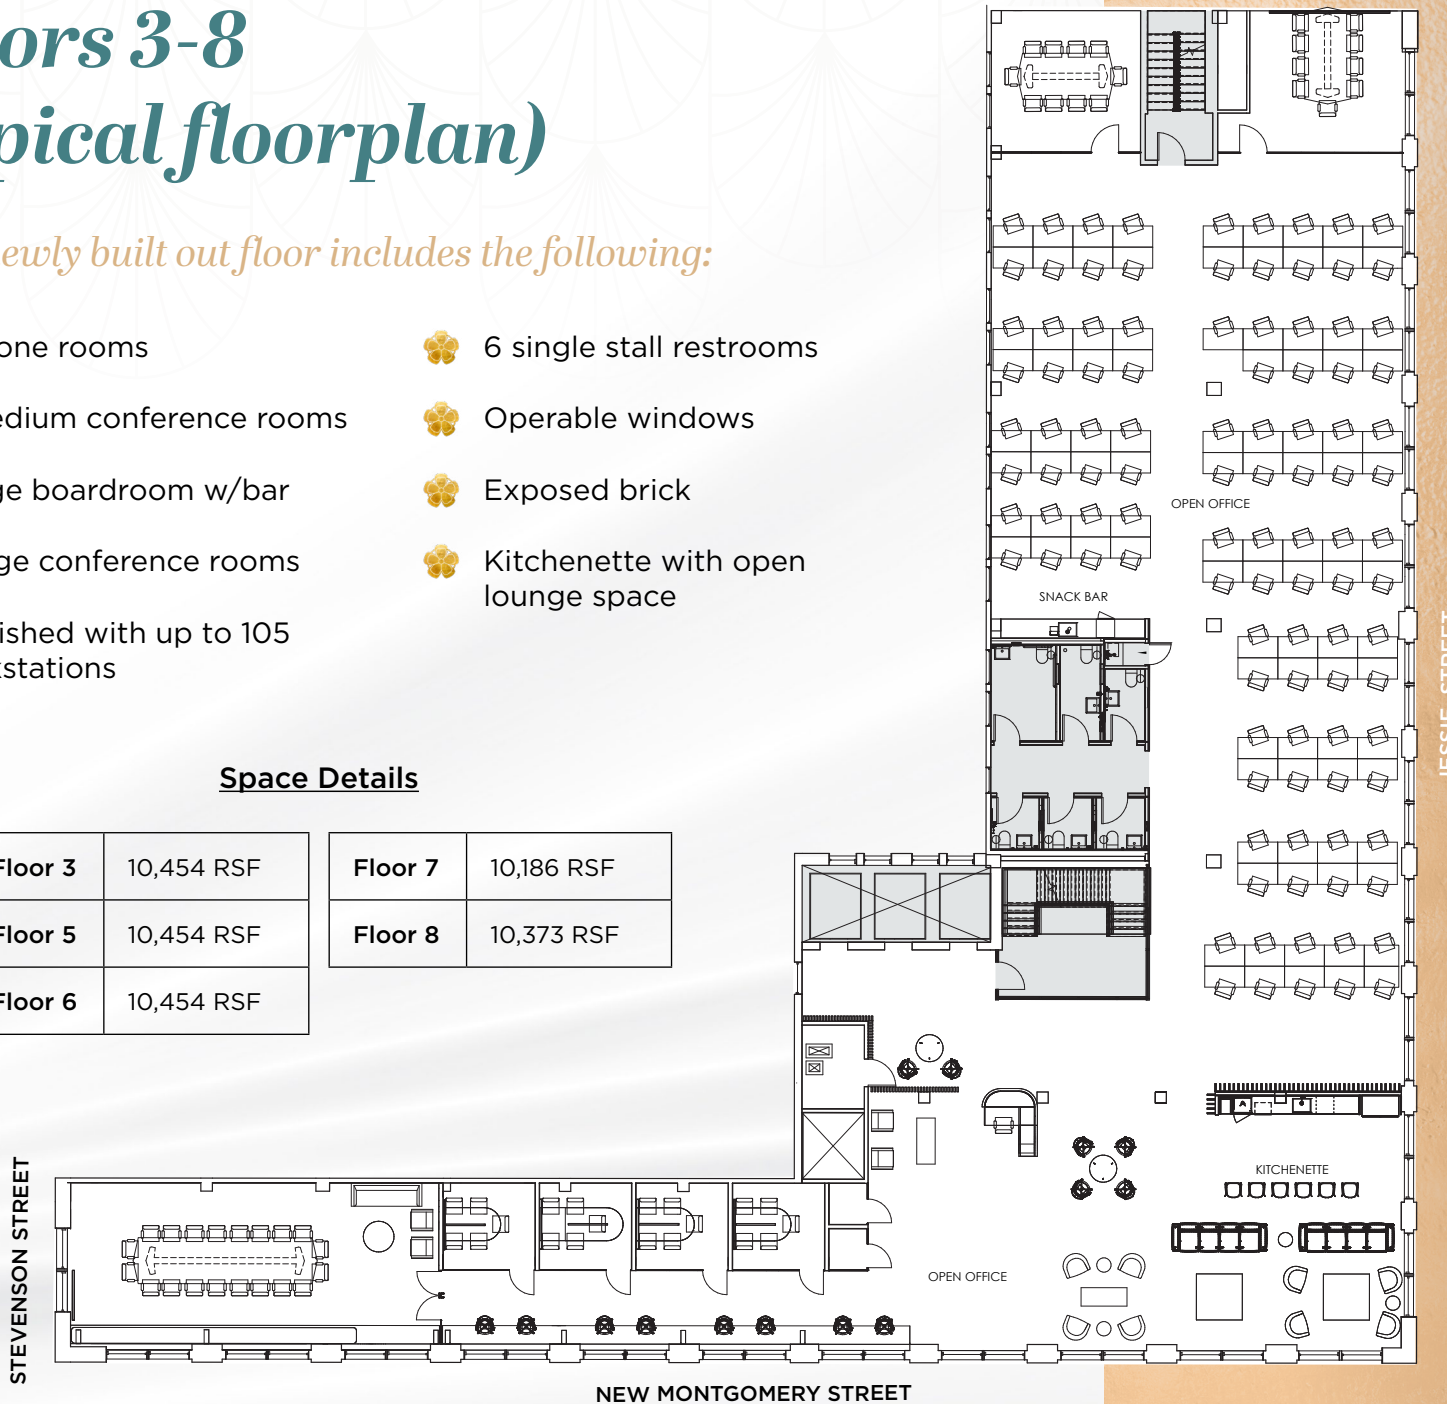 ors 3-8
pical floorplan)
ewly built out floor includes the following:
one rooms
edium conference rooms
ge boardroom w/bar
ge conference rooms
ished with up to 105
kstations
6 single stall restrooms
Operable windows
Exposed brick
Kitchenette with open
lounge space
Space Details
Floor 3 10,454 RSF
Floor 5 10,454 RSF
Floor 6 10,454 RSF
Floor 7 10,186 RSF
Floor 8 10,373 RSF
OPEN OFFICE
SNACK BAR
JESSIE STREET
KITCHENETTE
OPEN OFFICE
STEVENSON STREET
NEW MONTGOMERY STREET